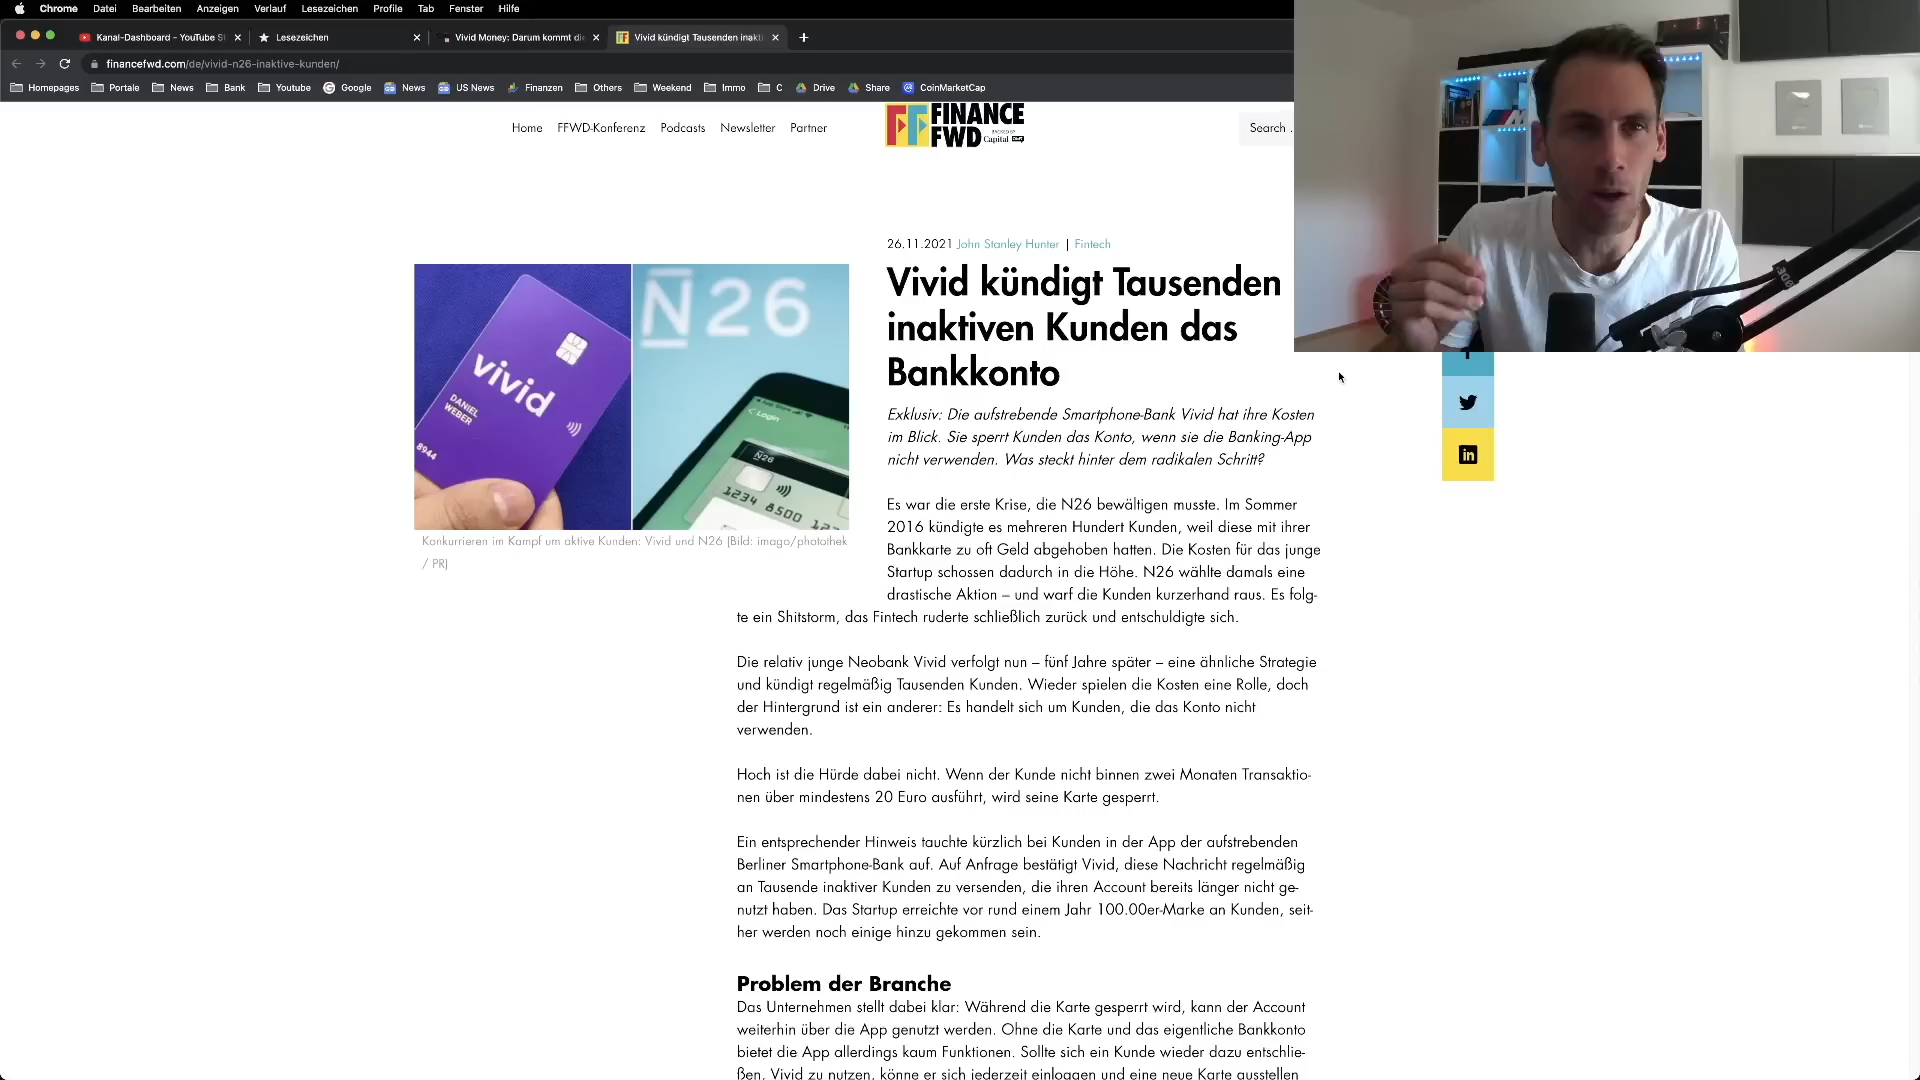 Chrome Datei Bearbeiten Anzeigen Verlauf Lesezeichen Profile Tab Fenster Hilfe
Kanal-Dashboard - YouTube St
Lesezeichen
Vivid Money: Darum kommt die
Vivid kündigt Tausenden inakti
financefwd.com/de/vivid-n26-inaktive-kunden/
Homepages Portale News Bank Youtube Google News US News Finanzen Others Weekend Immo C Drive Share CoinMarketCap
Home FFWD-Konferenz Podcasts Newsletter Partner
FF FINANCE FWD
BACKED BY
Capital
Search .
26.11.2021 John Stanley Hunter | Fintech
Vivid kündigt Tausenden
inaktiven Kunden das
Bankkonto
Exklusiv: Die aufstrebende Smartphone-Bank Vivid hat ihre Kosten
im Blick. Sie sperrt Kunden das Konto, wenn sie die Banking-App
nicht verwenden. Was steckt hinter dem radikalen Schritt?
vivid
DANIEL
WEBER
8944
N26
Login
N26
1234 8500
Konkurrieren im Kampf um aktive Kunden: Vivid und N26 (Bild: imago/photothek
/ PR)
Es war die erste Krise, die N26 bewältigen musste. Im Sommer
2016 kündigte es mehreren Hundert Kunden, weil diese mit ihrer
Bankkarte zu oft Geld abgehoben hatten. Die Kosten für das junge
Startup schossen dadurch in die Höhe. N26 wählte damals eine
drastische Aktion – und warf die Kunden kurzerhand raus. Es folg-
te ein Shitstorm, das Fintech ruderte schließlich zurück und entschuldigte sich.
Die relativ junge Neobank Vivid verfolgt nun – fünf Jahre später – eine ähnliche Strategie
und kündigt regelmäßig Tausenden Kunden. Wieder spielen die Kosten eine Rolle, doch
der Hintergrund ist ein anderer: Es handelt sich um Kunden, die das Konto nicht
verwenden.
Hoch ist die Hürde dabei nicht. Wenn der Kunde nicht binnen zwei Monaten Transaktio-
nen über mindestens 20 Euro ausführt, wird seine Karte gesperrt.
Ein entsprechender Hinweis tauchte kürzlich bei Kunden in der App der aufstrebenden
Berliner Smartphone-Bank auf. Auf Anfrage bestätigt Vivid, diese Nachricht regelmäßig
an Tausende inaktiver Kunden zu versenden, die ihren Account bereits länger nicht ge-
nutzt haben. Das Startup erreichte vor rund einem Jahr 100.00er-Marke an Kunden, seit-
her werden noch einige hinzu gekommen sein.
Problem der Branche
Das Unternehmen stellt dabei klar: Während die Karte gesperrt wird, kann der Account
weiterhin über die App genutzt werden. Ohne die Karte und das eigentliche Bankkonto
bietet die App allerdings kaum Funktionen. Sollte sich ein Kunde wieder dazu entschlie-
ßen, Vivid zu nutzen, könne er sich jederzeit einloggen und eine neue Karte ausstellen